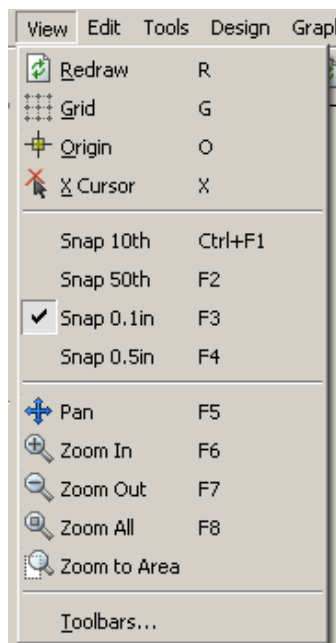 View Edit Tools Design Grap
Redraw R
Grid G
Origin O
X Cursor X
Snap 10th Ctrl+F1
Snap 50th F2
Snap 0.1in F3
Snap 0.5in F4
Pan F5
Zoom In F6
Zoom Out F7
Zoom All F8
Zoom to Area
Toolbars...